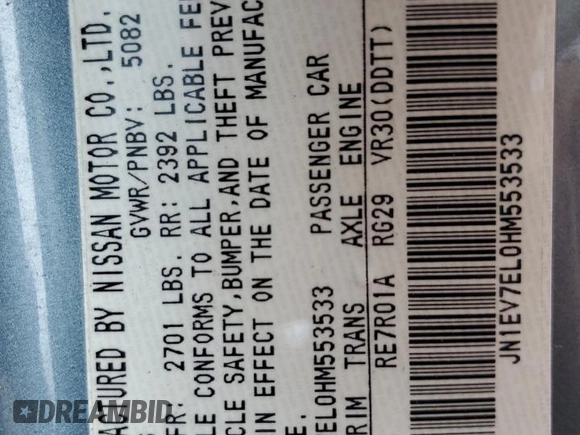 ACTURED BY NISSAN MOTOR CO.,LTD.
GVWR/PNBV: 5082
FR: 2701 LBS. RR: 2392 LBS.
LE CONFORMS TO ALL APPLICABLE FE
CLE SAFETY,BUMPER,AND THEFT PREV
IN EFFECT ON THE DATE OF MANUFAC
E.
EL0HM553533 PASSENGER CAR
RIM TRANS AXLE ENGINE
RE7R01A RG29 VR30(DDTT)
JN1EV7EL0HM553533
DREAMBID